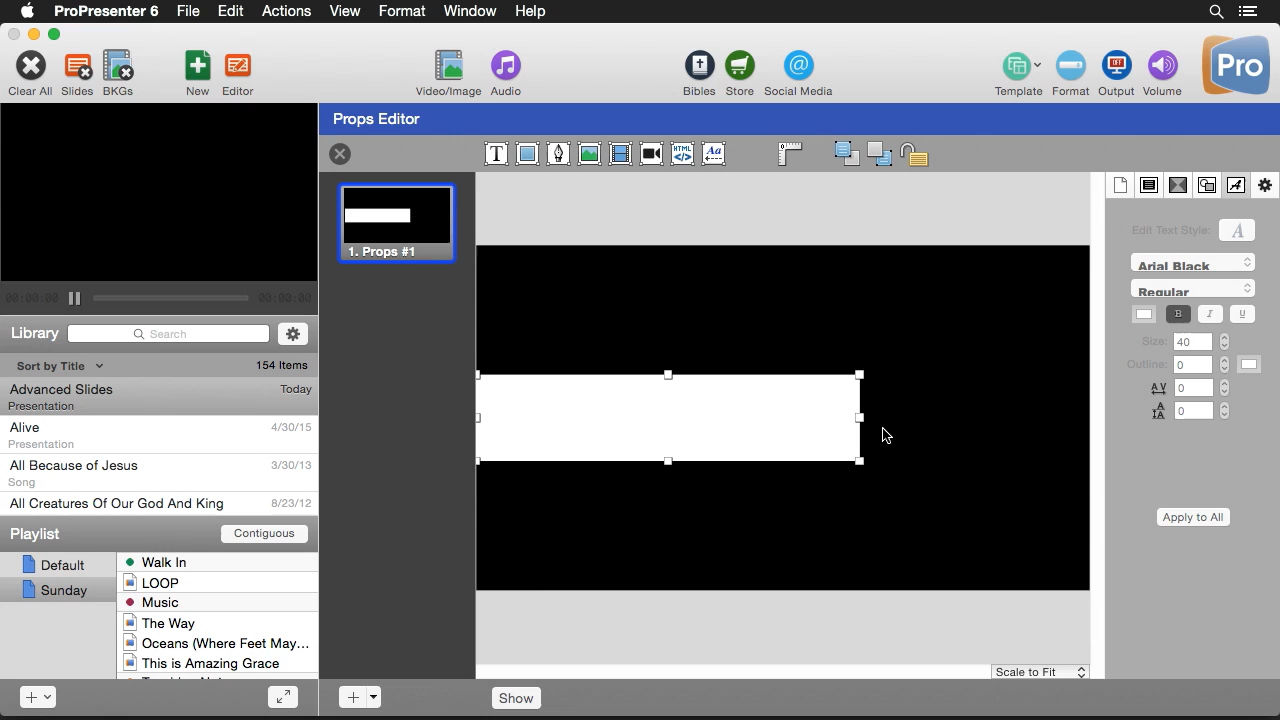 ProPresenter 6 File Edit Actions View Format Window Help
Clear All Slides BKGs New Editor Video/Image Audio Bibles Store Social Media Template Format Output Volume Pro
OFF
Props Editor
T HTML Aa
1. Props #1
00:00:00 00:00:00
Library Search
Sort by Title 154 Items
Advanced Slides Today
Presentation
Alive 4/30/15
Presentation
All Because of Jesus 3/30/13
Song
All Creatures Of Our God And King 8/23/12
Playlist Contiguous
Default
Sunday
Walk In
LOOP
Music
The Way
Oceans (Where Feet May...
This is Amazing Grace
Edit Text Style: A
Arial Black
Regular
B I U
Size: 40
Outline: 0
AV 0
A 0
Apply to All
Scale to Fit
Show